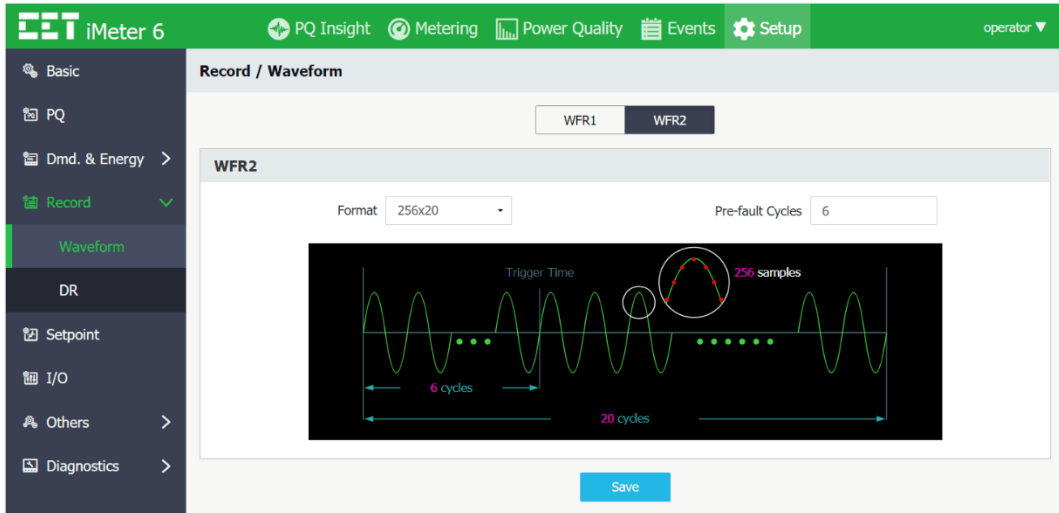 CET iMeter 6 PQ Insight Metering Power Quality Events Setup operator ▼
Basic
PQ
Dmd. & Energy
Record
Waveform
DR
Setpoint
I/O
Others
Diagnostics
Record / Waveform
WFR1 WFR2
WFR2
Format 256x20 Pre-fault Cycles 6
Trigger Time 256 samples
6 cycles
20 cycles
Save